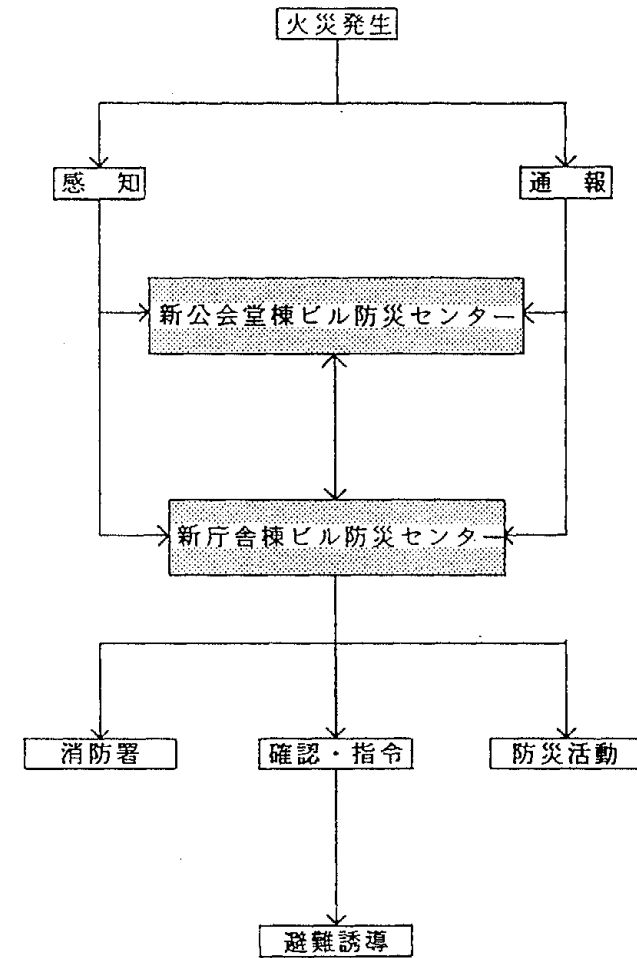 火災発生
感　知
通　報
新公会堂棟ビル防災センター
新庁舎棟ビル防災センター
消防署
確認・指令
防災活動
避難誘導